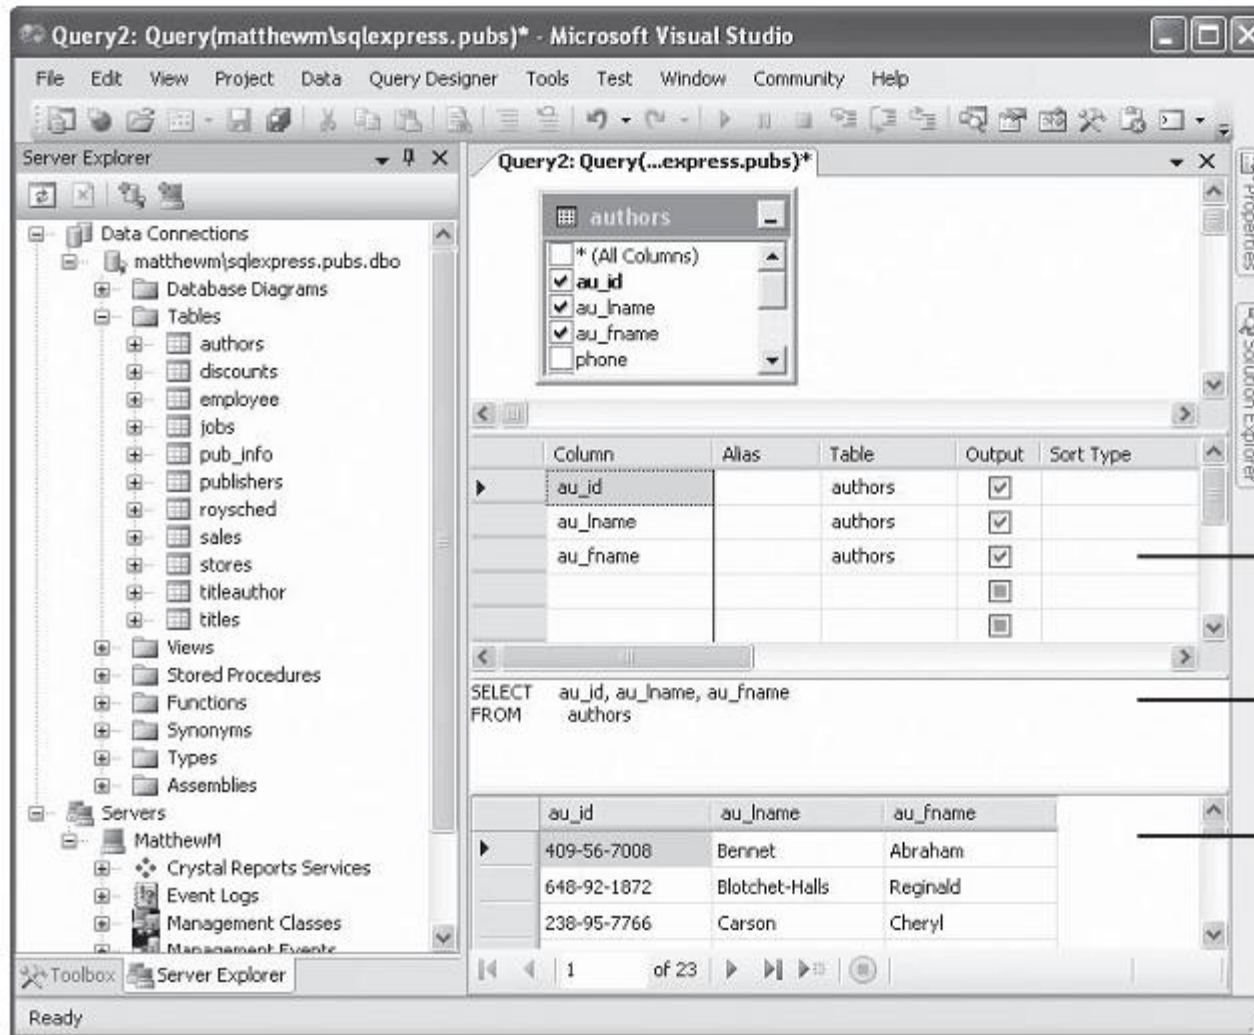 Query2: Query(matthewm\sqlexpress.pubs)* - Microsoft Visual Studio
File Edit View Project Data Query Designer Tools Test Window Community Help
Server Explorer
Data Connections
matthewm\sqlexpress.pubs.dbo
Database Diagrams
Tables
authors
discounts
employee
jobs
pub_info
publishers
roysched
sales
stores
titleauthor
titles
Views
Stored Procedures
Functions
Synonyms
Types
Assemblies
Servers
MatthewM
Crystal Reports Services
Event Logs
Management Classes
Management Events
Toolbox Server Explorer
Query2: Query(...express.pubs)*
authors
* (All Columns)
au_id
au_lname
au_fname
phone
Column Alias Table Output Sort Type
au_id authors
au_lname authors
au_fname authors
SELECT au_id, au_lname, au_fname
FROM authors
au_id au_lname au_fname
409-56-7008 Bennet Abraham
648-92-1872 Blotchet-Halls Reginald
238-95-7766 Carson Cheryl
1 of 23
Properties
Solution Explorer
Ready